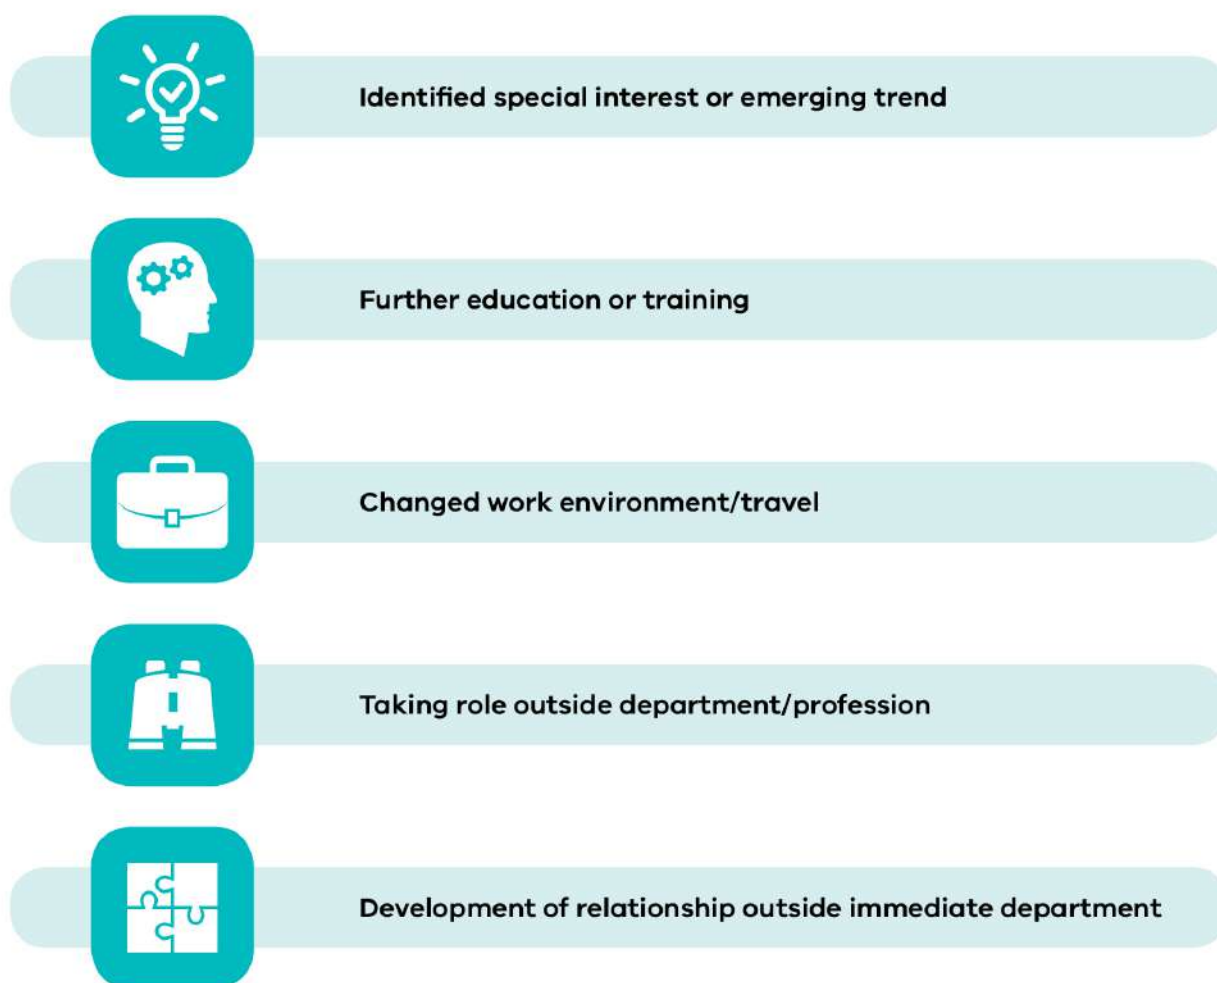 Identified special interest or emerging trend
Further education or training
Changed work environment/travel
Taking role outside department/profession
Development of relationship outside immediate department